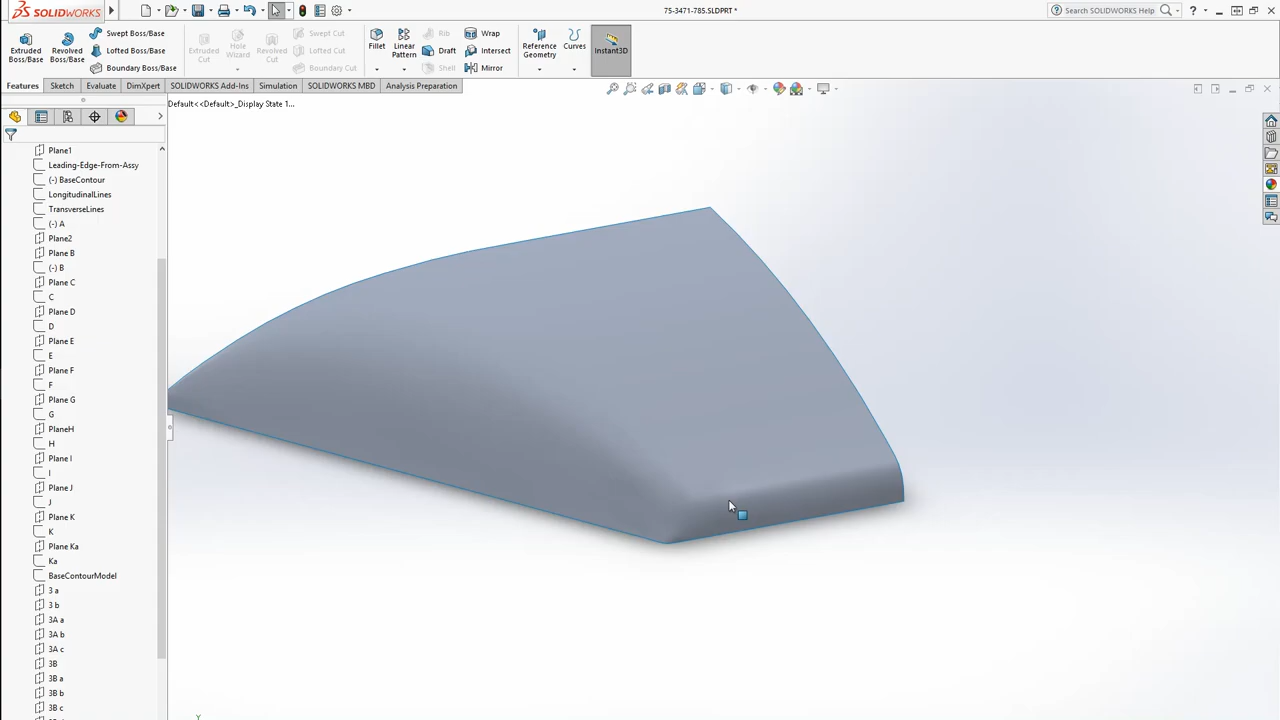 SOLIDWORKS
75-3471-785.SLDPRT *
Search SOLIDWORKS Help
Extruded Boss/Base
Revolved Boss/Base
Swept Boss/Base
Lofted Boss/Base
Boundary Boss/Base
Extruded Cut
Hole Wizard
Revolved Cut
Swept Cut
Lofted Cut
Boundary Cut
Fillet
Linear Pattern
Rib
Draft
Shell
Wrap
Intersect
Mirror
Reference Geometry
Curves
Instant3D
Features Sketch Evaluate DimXpert SOLIDWORKS Add-Ins Simulation SOLIDWORKS MBD Analysis Preparation
Default<<Default>_Display State 1...
Plane1
Leading-Edge-From-Assy
(-) BaseContour
LongitudinalLines
TransverseLines
(-) A
Plane2
Plane B
(-) B
Plane C
C
Plane D
D
Plane E
E
Plane F
F
Plane G
G
PlaneH
H
Plane I
I
Plane J
J
Plane K
K
Plane Ka
Ka
BaseContourModel
3 a
3 b
3A a
3A b
3A c
3B
3B a
3B b
3B c
Y